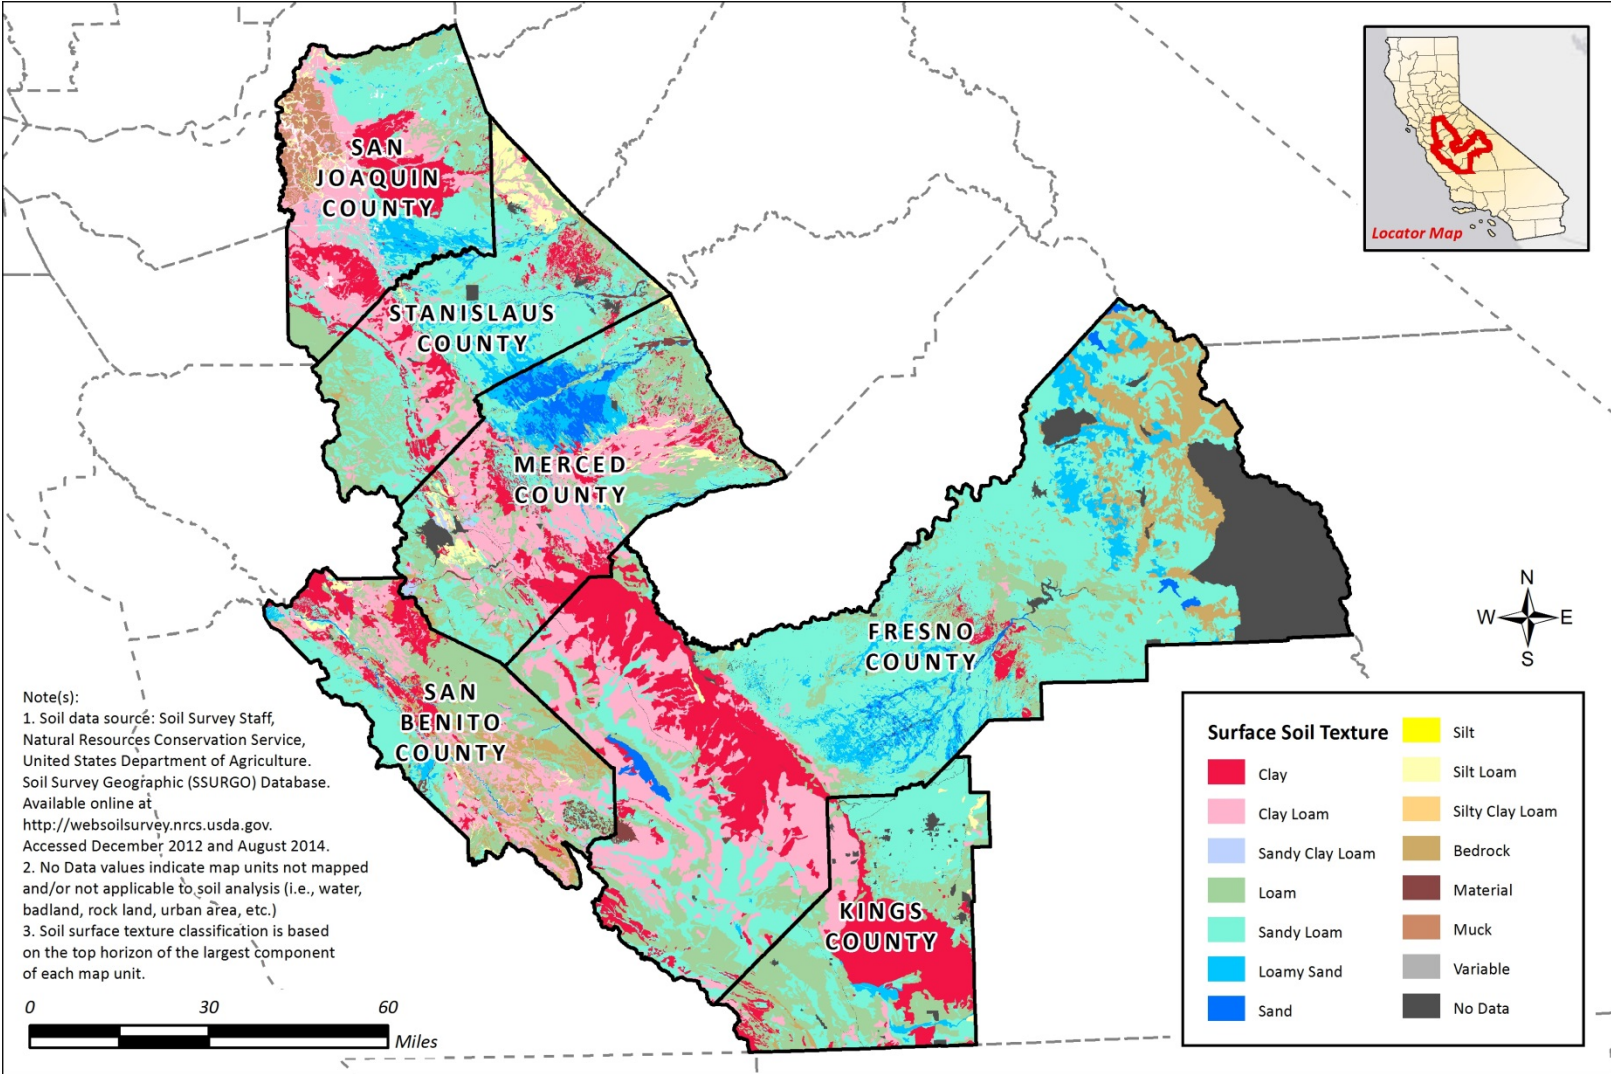 SAN
JOAQUIN
COUNTY
STANISLAUS
COUNTY
MERCED
COUNTY
FRESNO
COUNTY
SAN
BENITO
COUNTY
KINGS
COUNTY
Locator Map
N
W E
S
Note(s):
1. Soil data source: Soil Survey Staff,
Natural Resources Conservation Service,
United States Department of Agriculture.
Soil Survey Geographic (SSURGO) Database.
Available online at
http://websoilsurvey.nrcs.usda.gov.
Accessed December 2012 and August 2014.
2. No Data values indicate map units not mapped
and/or not applicable to soil analysis (i.e., water,
badland, rock land, urban area, etc.)
3. Soil surface texture classification is based
on the top horizon of the largest component
of each map unit.
0 30 60
Miles
Surface Soil Texture
Clay
Clay Loam
Sandy Clay Loam
Loam
Sandy Loam
Loamy Sand
Sand
Silt
Silt Loam
Silty Clay Loam
Bedrock
Material
Muck
Variable
No Data